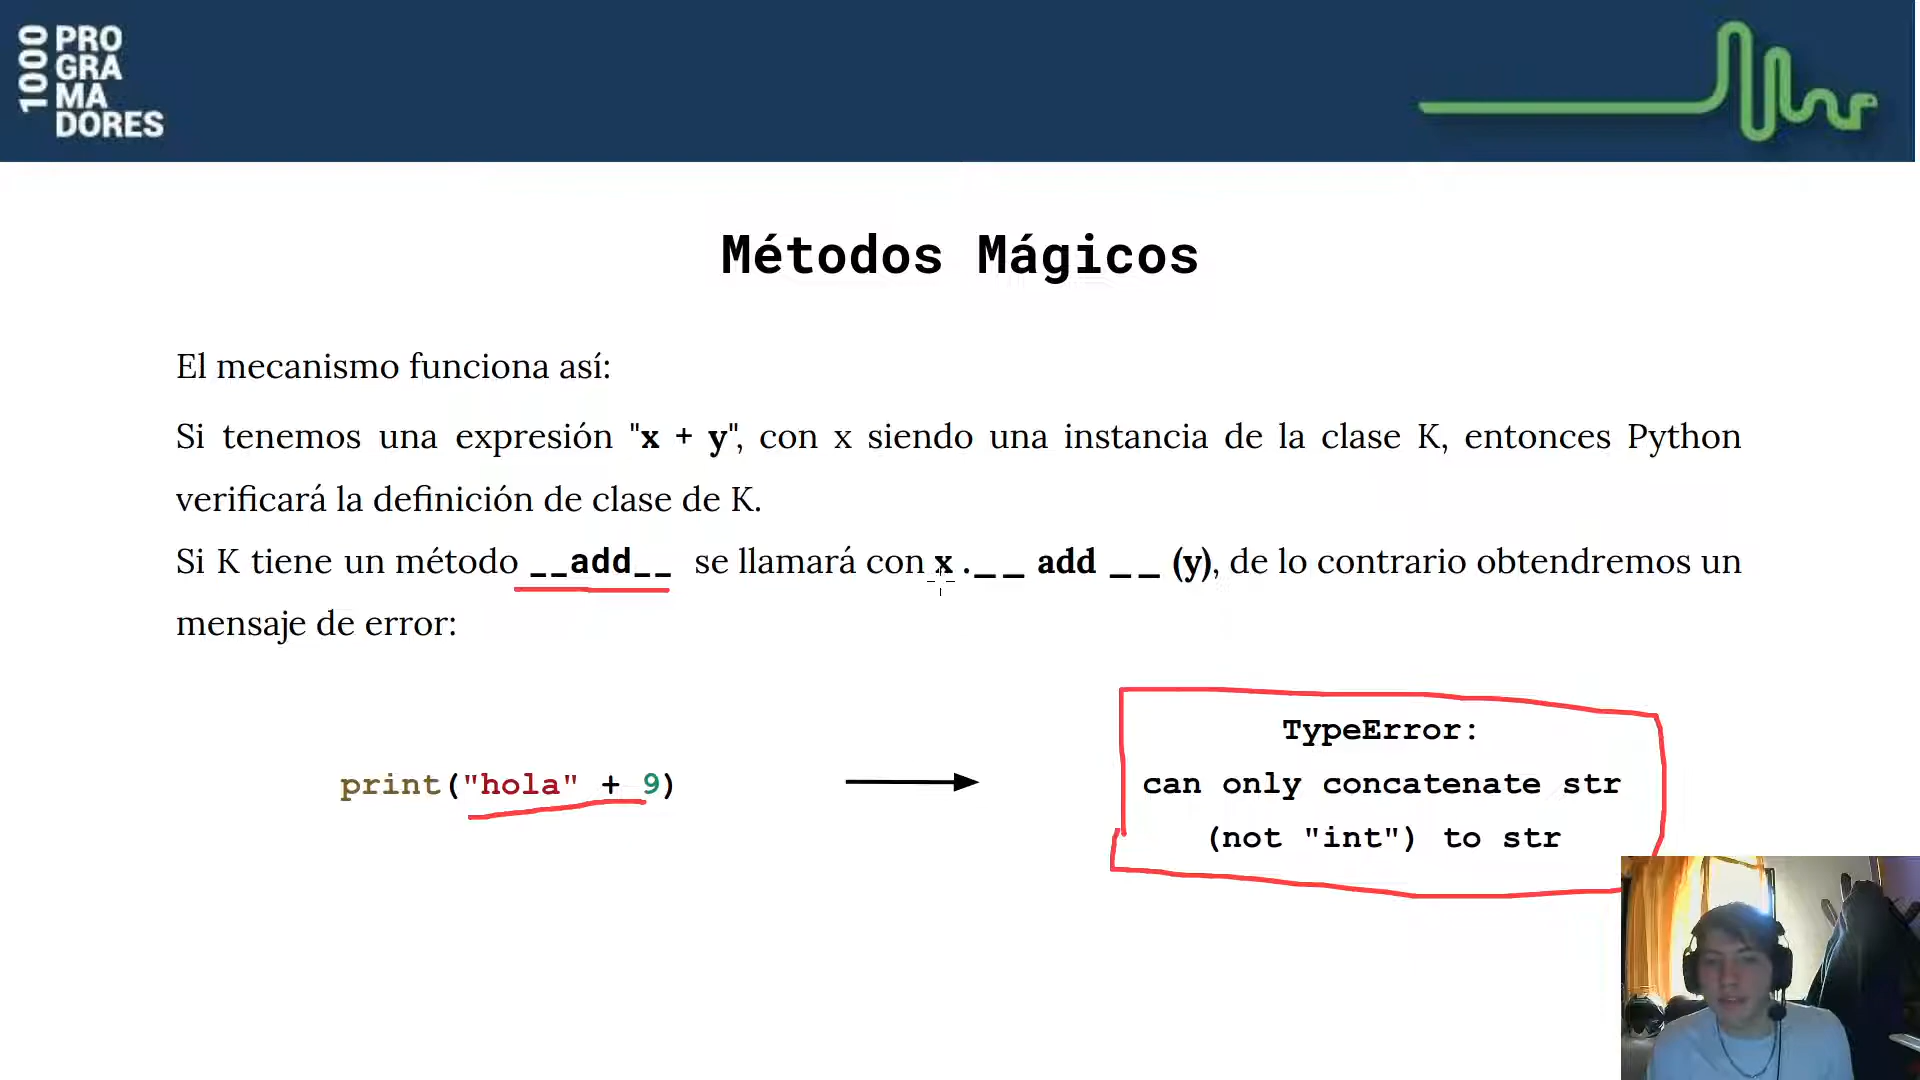 1000
PRO
GRA
MA
DORES
Métodos Mágicos
El mecanismo funciona así:
Si tenemos una expresión "x + y", con x siendo una instancia de la clase K, entonces Python
verificará la definición de clase de K.
Si K tiene un método __add__ se llamará con x .__ add __ (y), de lo contrario obtendremos un
mensaje de error:
print("hola" + 9)
TypeError:
can only concatenate str
(not "int") to str